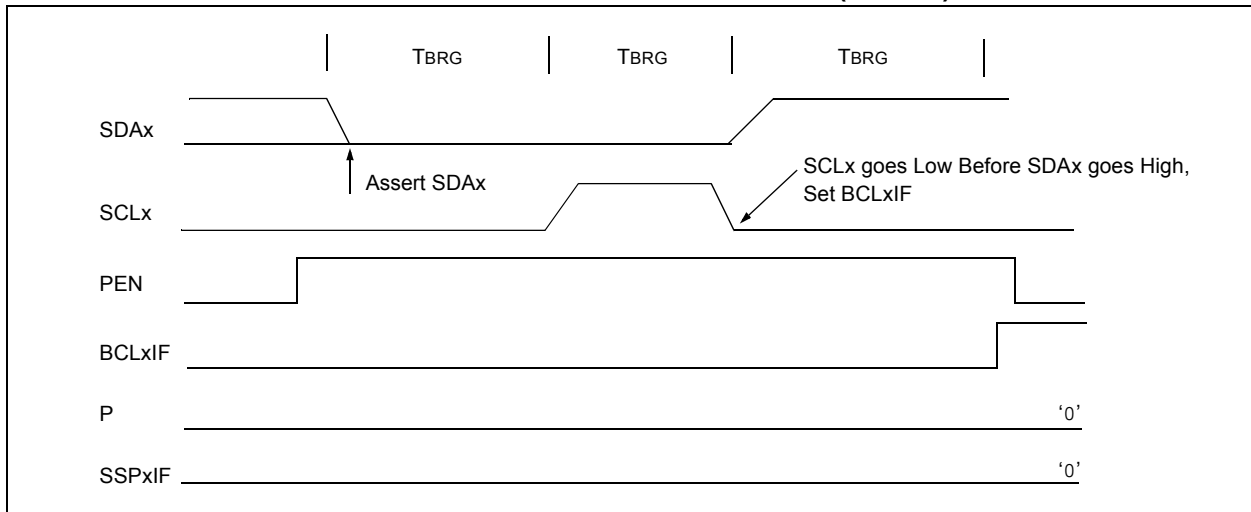 TBRG TBRG TBRG
SDAx
Assert SDAx
SCLx goes Low Before SDAx goes High,
Set BCLxIF
SCLx
PEN
BCLxIF
P '0'
SSPxIF '0'